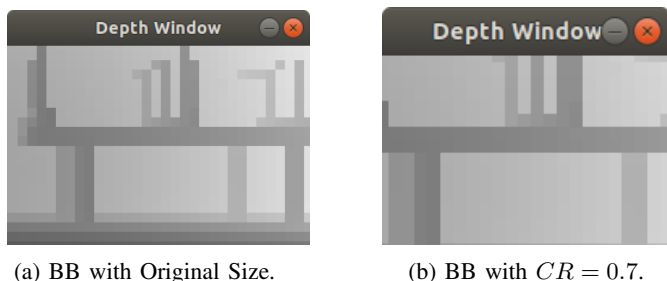 Depth Window
Depth Window
(a) BB with Original Size.
(b) BB with CR = 0.7.